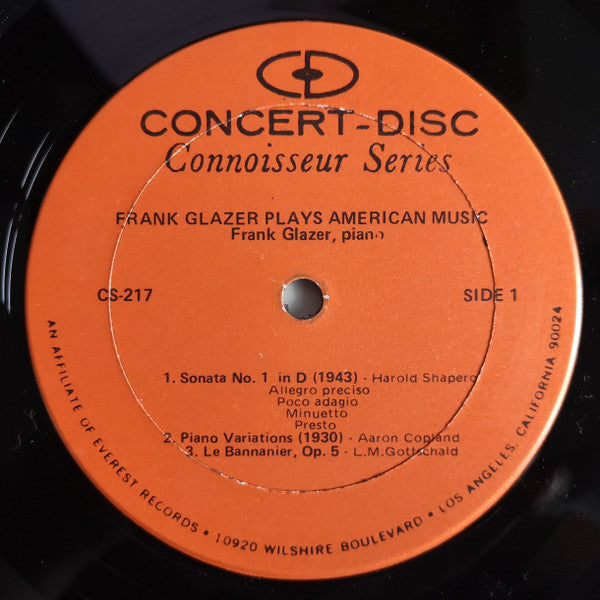 CD
CONCERT-DISC
Connoisseur Series
FRANK GLAZER PLAYS AMERICAN MUSIC
Frank Glazer, piano
CS-217
SIDE 1
1. Sonata No. 1 in D (1943) - Harold Shapero
Allegro preciso
Poco adagio
Minuetto
Presto
2. Piano Variations (1930) - Aaron Copland
3. Le Bannanier, Op. 5 - L.M.Gottschald
AN AFFILIATE OF EVEREST RECORDS • 10920 WILSHIRE BOULEVARD • LOS ANGELES, CALIFORNIA 90024